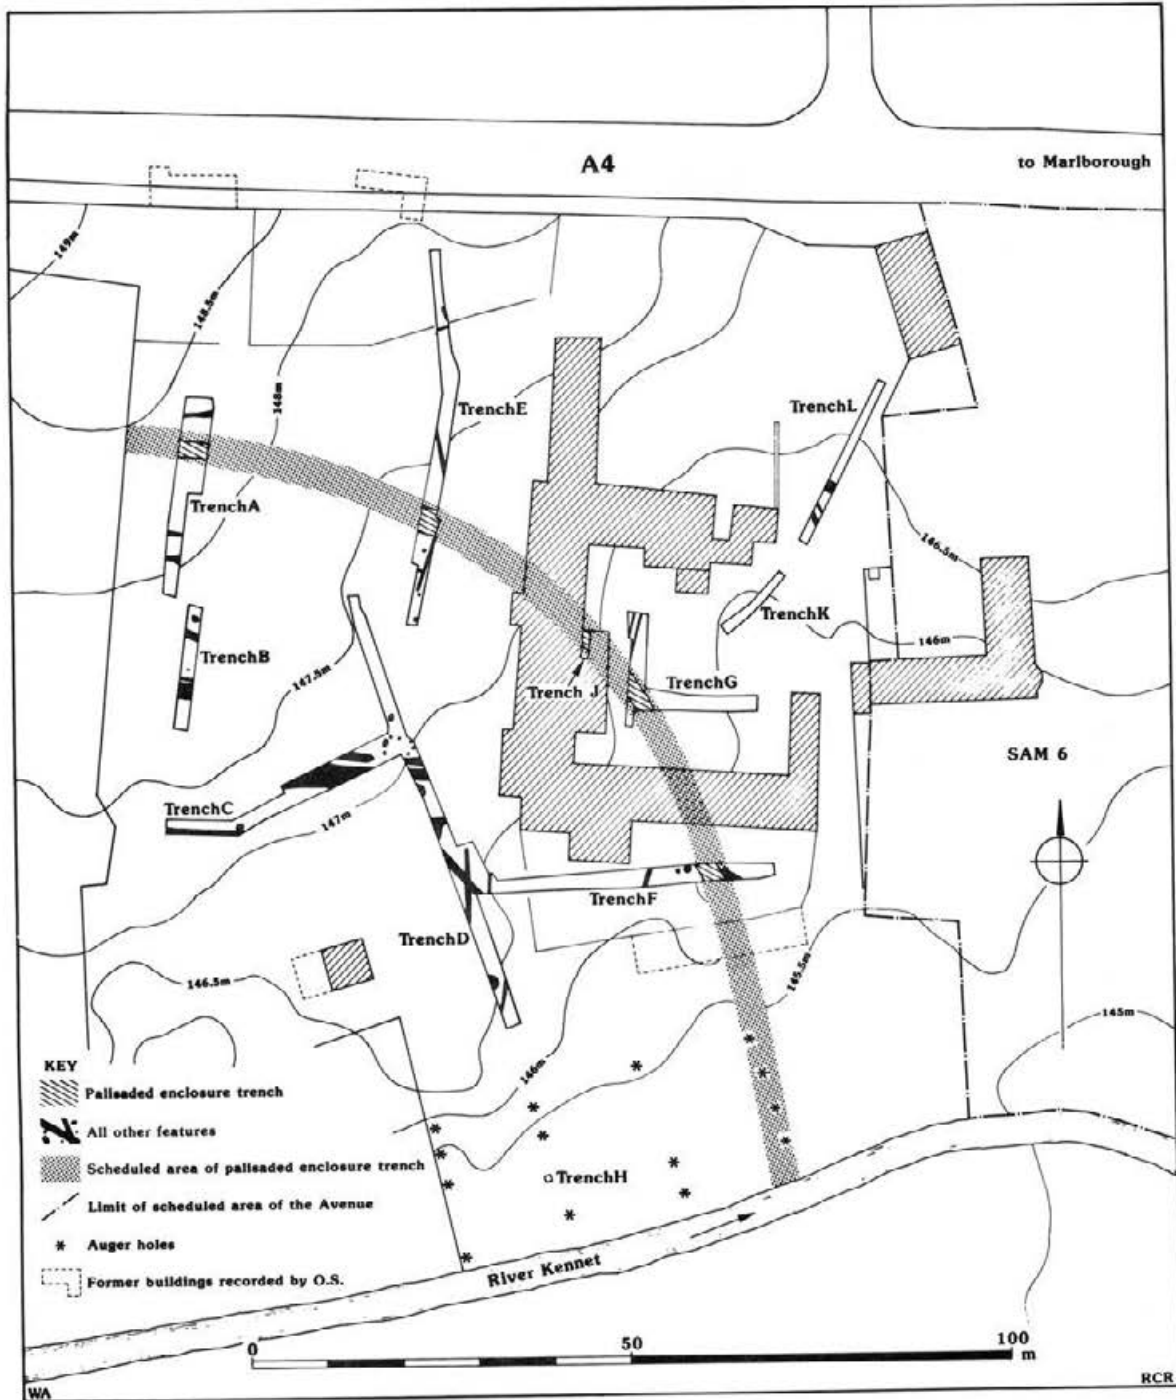 A4
to Marlborough
149m
148.5m
148m
TrenchE
TrenchL
TrenchA
146.5m
TrenchK
146m
TrenchB
TrenchG
Trench J
147.5m
SAM 6
TrenchC
147m
TrenchF
TrenchD
146.5m
145.5m
145m
146m
KEY
Palisaded enclosure trench
All other features
Scheduled area of palisaded enclosure trench
Limit of scheduled area of the Avenue
Auger holes
Former buildings recorded by O.S.
TrenchH
River Kennet
0 50 100
m
WA
RCB